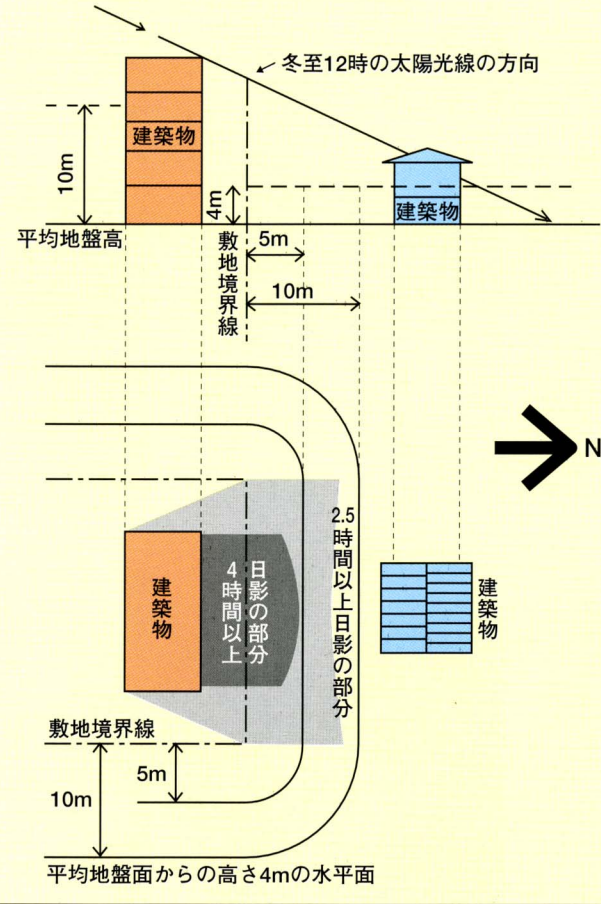 冬至12時の太陽光線の方向
建築物
10m
4m
建築物
平均地盤高
敷地境界線
5m
10m
N
2.5時間以上日影の部分
日影の部分
4時間以上
建築物
建築物
敷地境界線
5m
10m
平均地盤面からの高さ4mの水平面